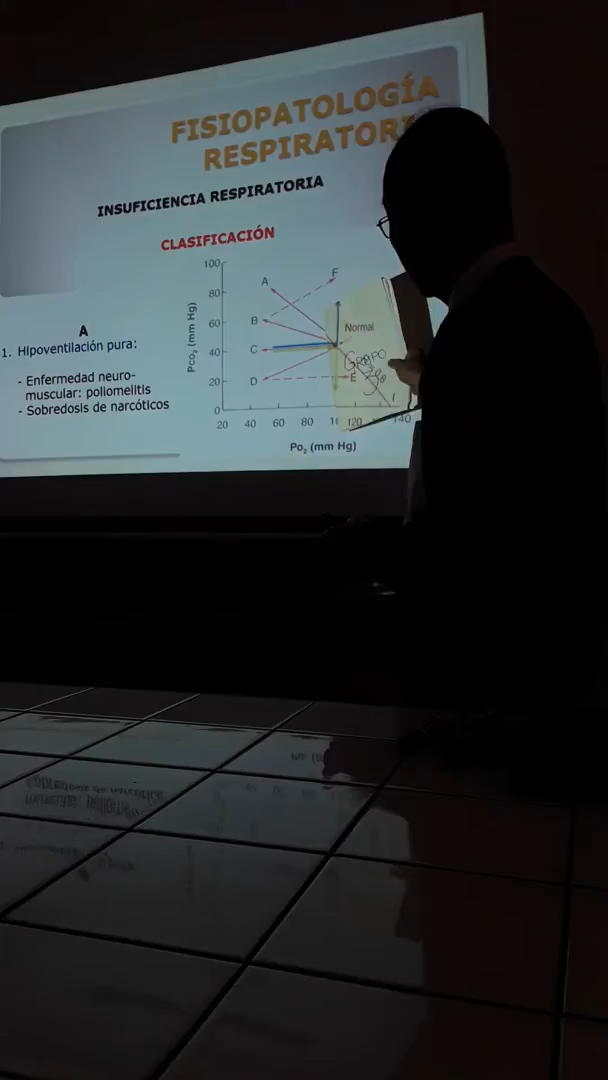 FISIOPATOLOGÍA
RESPIRATORI
INSUFICIENCIA RESPIRATORIA
CLASIFICACIÓN
A
1. Hipoventilación pura:
- Enfermedad neuro-
muscular: poliomelitis
- Sobredosis de narcóticos
Pco₂ (mm Hg)
100
80
60
40
20
0
A
F
B
Normal
C
D
E
I
GRUPO
20 40 60 80 120 140
Po₂ (mm Hg)